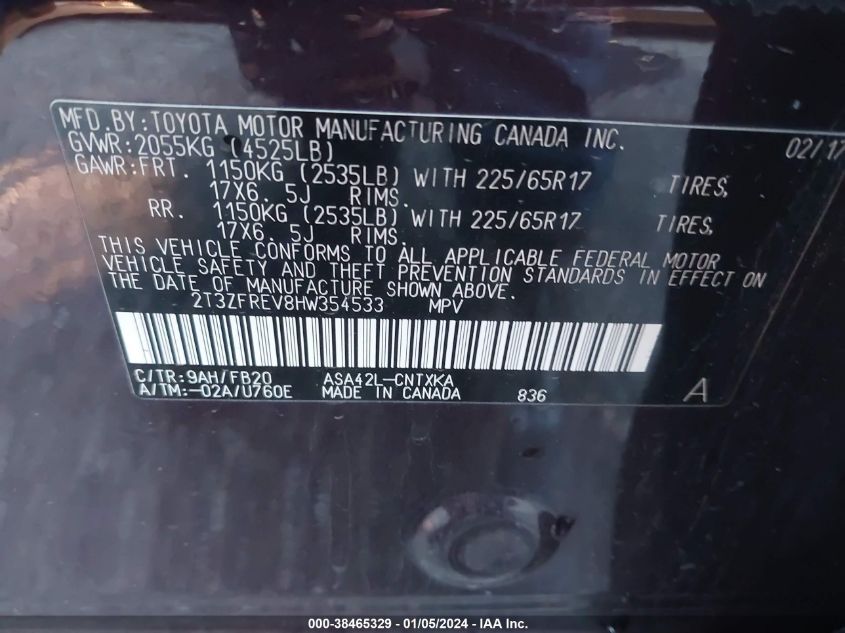 MFD.BY:TOYOTA MOTOR MANUFACTURING CANADA INC. 02/17
GVWR:2055KG (4525LB)
GAWR:FRT. 1150KG (2535LB) WITH 225/65R17 TIRES,
17X6. 5J RIMS.
RR. 1150KG (2535LB) WITH 225/65R17 TIRES,
17X6. 5J RIMS.
THIS VEHICLE CONFORMS TO ALL APPLICABLE FEDERAL MOTOR
VEHICLE SAFETY AND THEFT PREVENTION STANDARDS IN EFFECT ON
THE DATE OF MANUFACTURE SHOWN ABOVE.
2T3ZFREV8HW354533 MPV
C/TR:9AH/FB20 ASA42L-CNTXKA
A/TM:-02A/U760E MADE IN CANADA 836 A
000-38465329 - 01/05/2024 - IAA Inc.